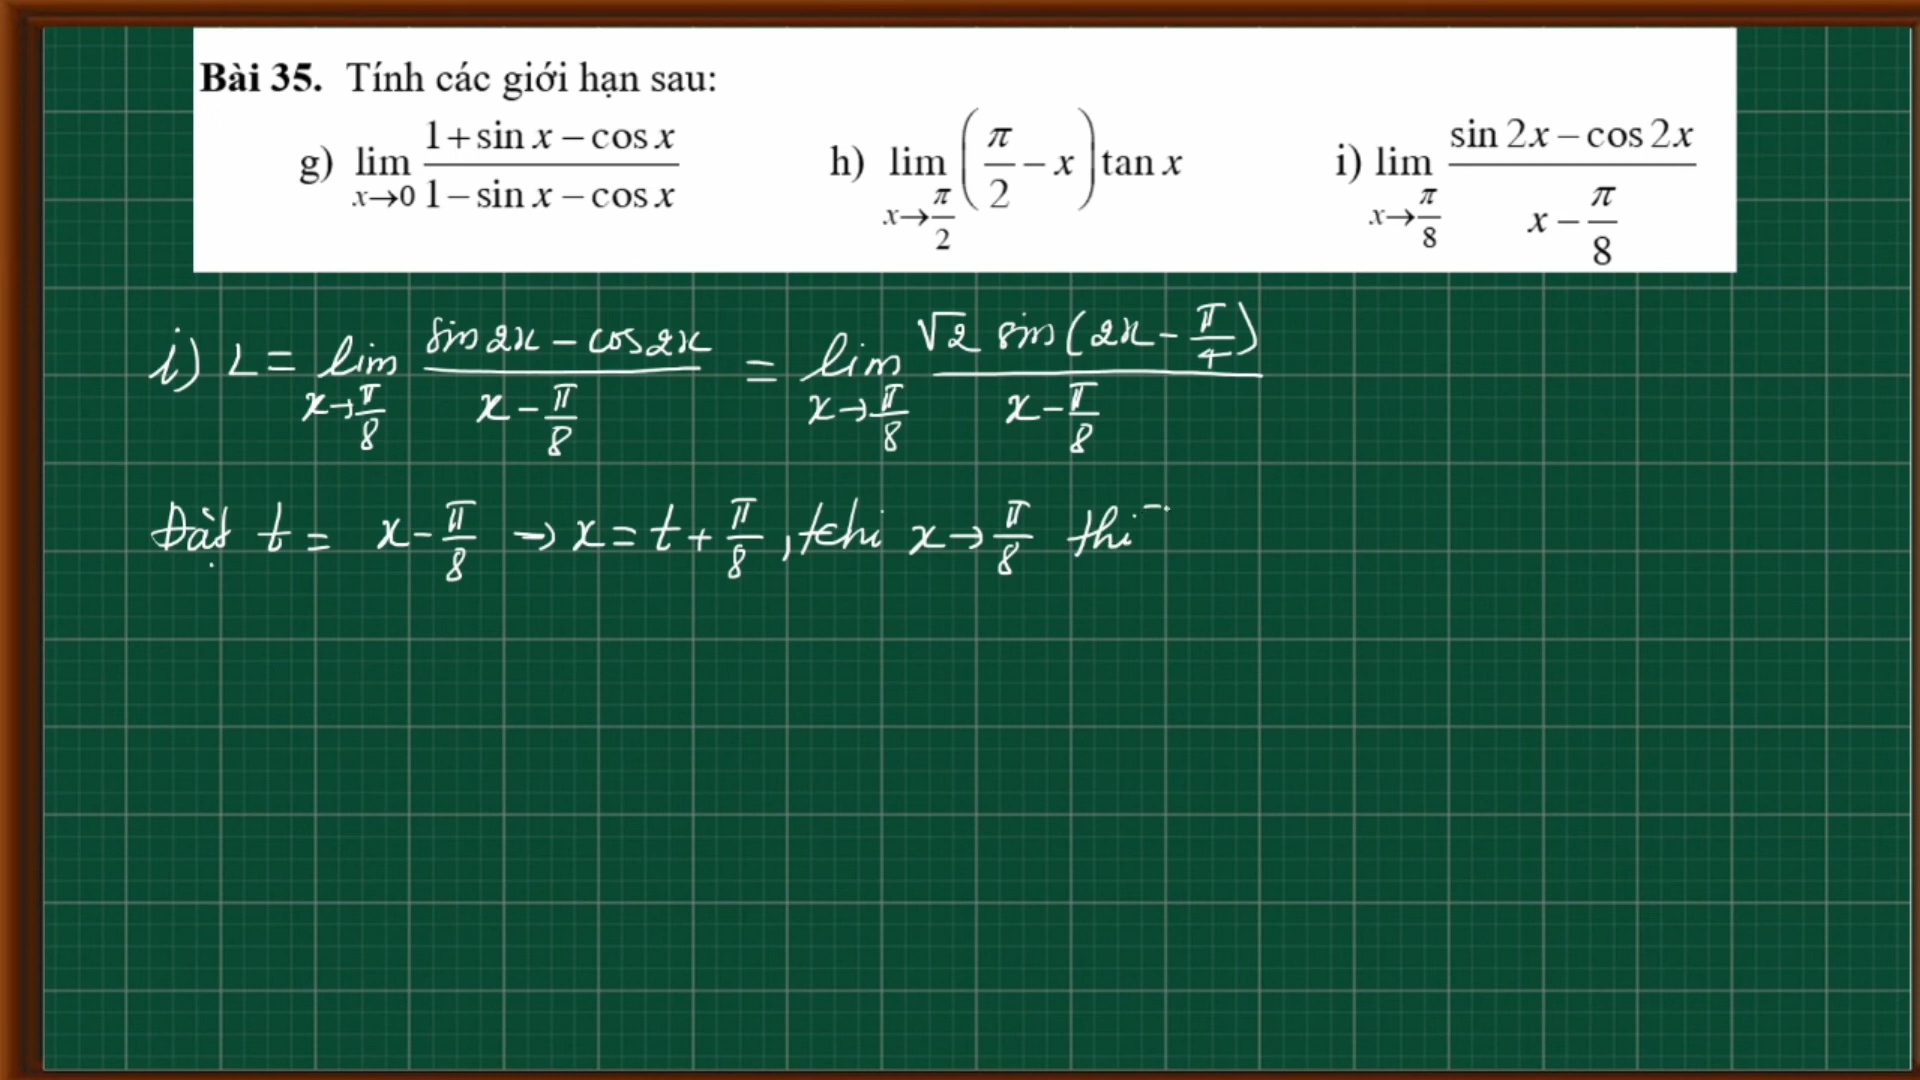 Bài 35. Tính các giới hạn sau:
g) lim_{x→0} (1+sin x−cos x)/(1−sin x−cos x) h) lim_{x→π/2} (π/2−x)tan x i) lim_{x→π/8} (sin 2x−cos 2x)/(x−π/8)
i) L = lim_{x→π/8} (sin 2x − cos 2x)/(x − π/8) = lim_{x→π/8} (√2 sin(2x − π/4))/(x − π/8)
Đặt t = x − π/8 → x = t + π/8, khi x → π/8 thì